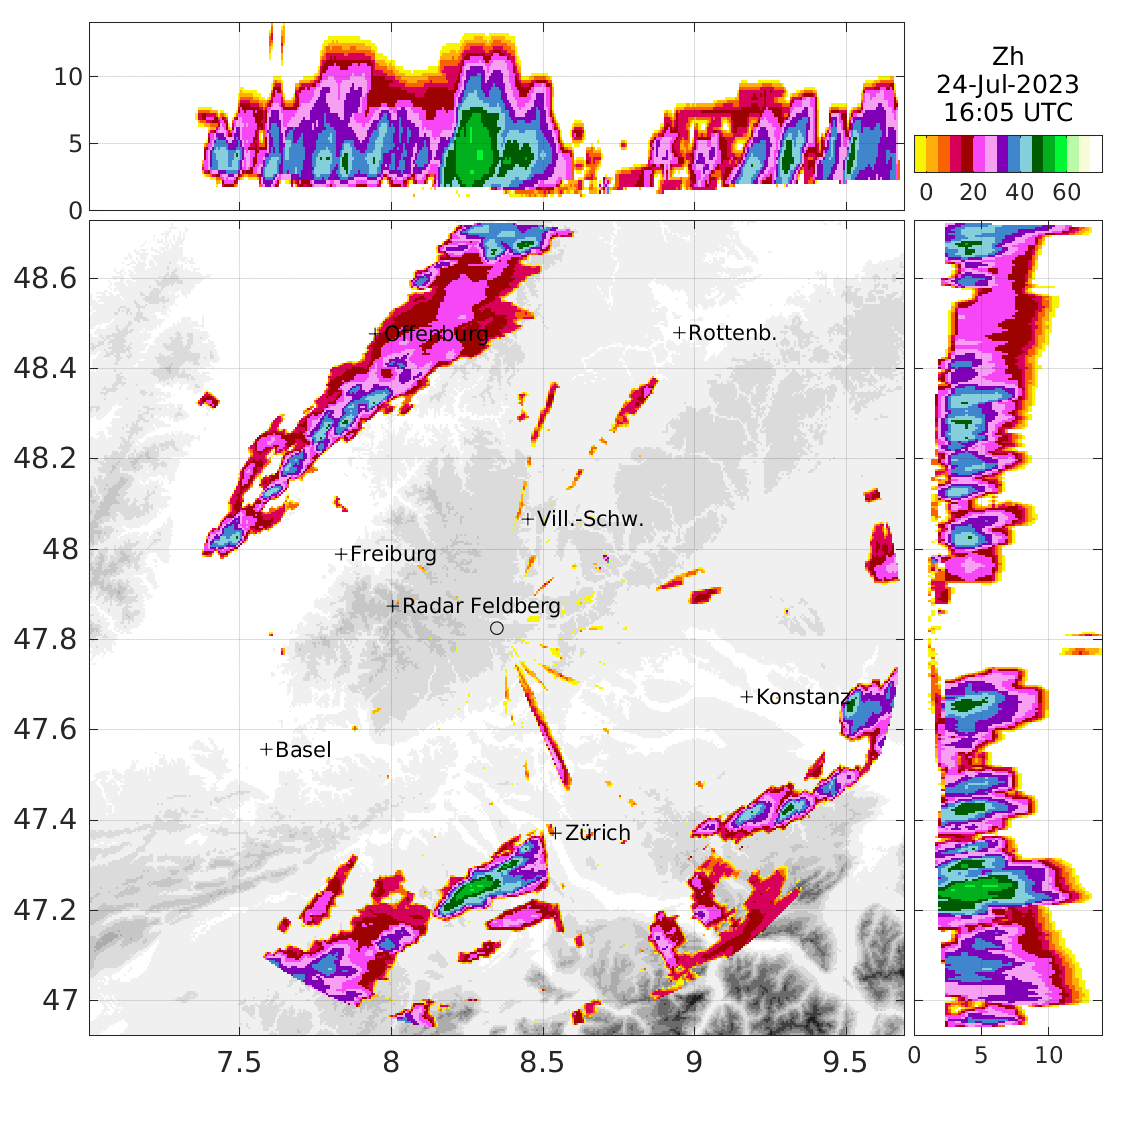 10
5
0
Zh
24-Jul-2023
16:05 UTC
0 20 40 60
48.6
48.4
48.2
48
47.8
47.6
47.4
47.2
47
+Offenburg
+Rottenb.
+Vill.-Schw.
+Freiburg
+Radar Feldberg
+Konstanz
+Basel
+Zürich
7.5 8 8.5 9 9.5
0 5 10